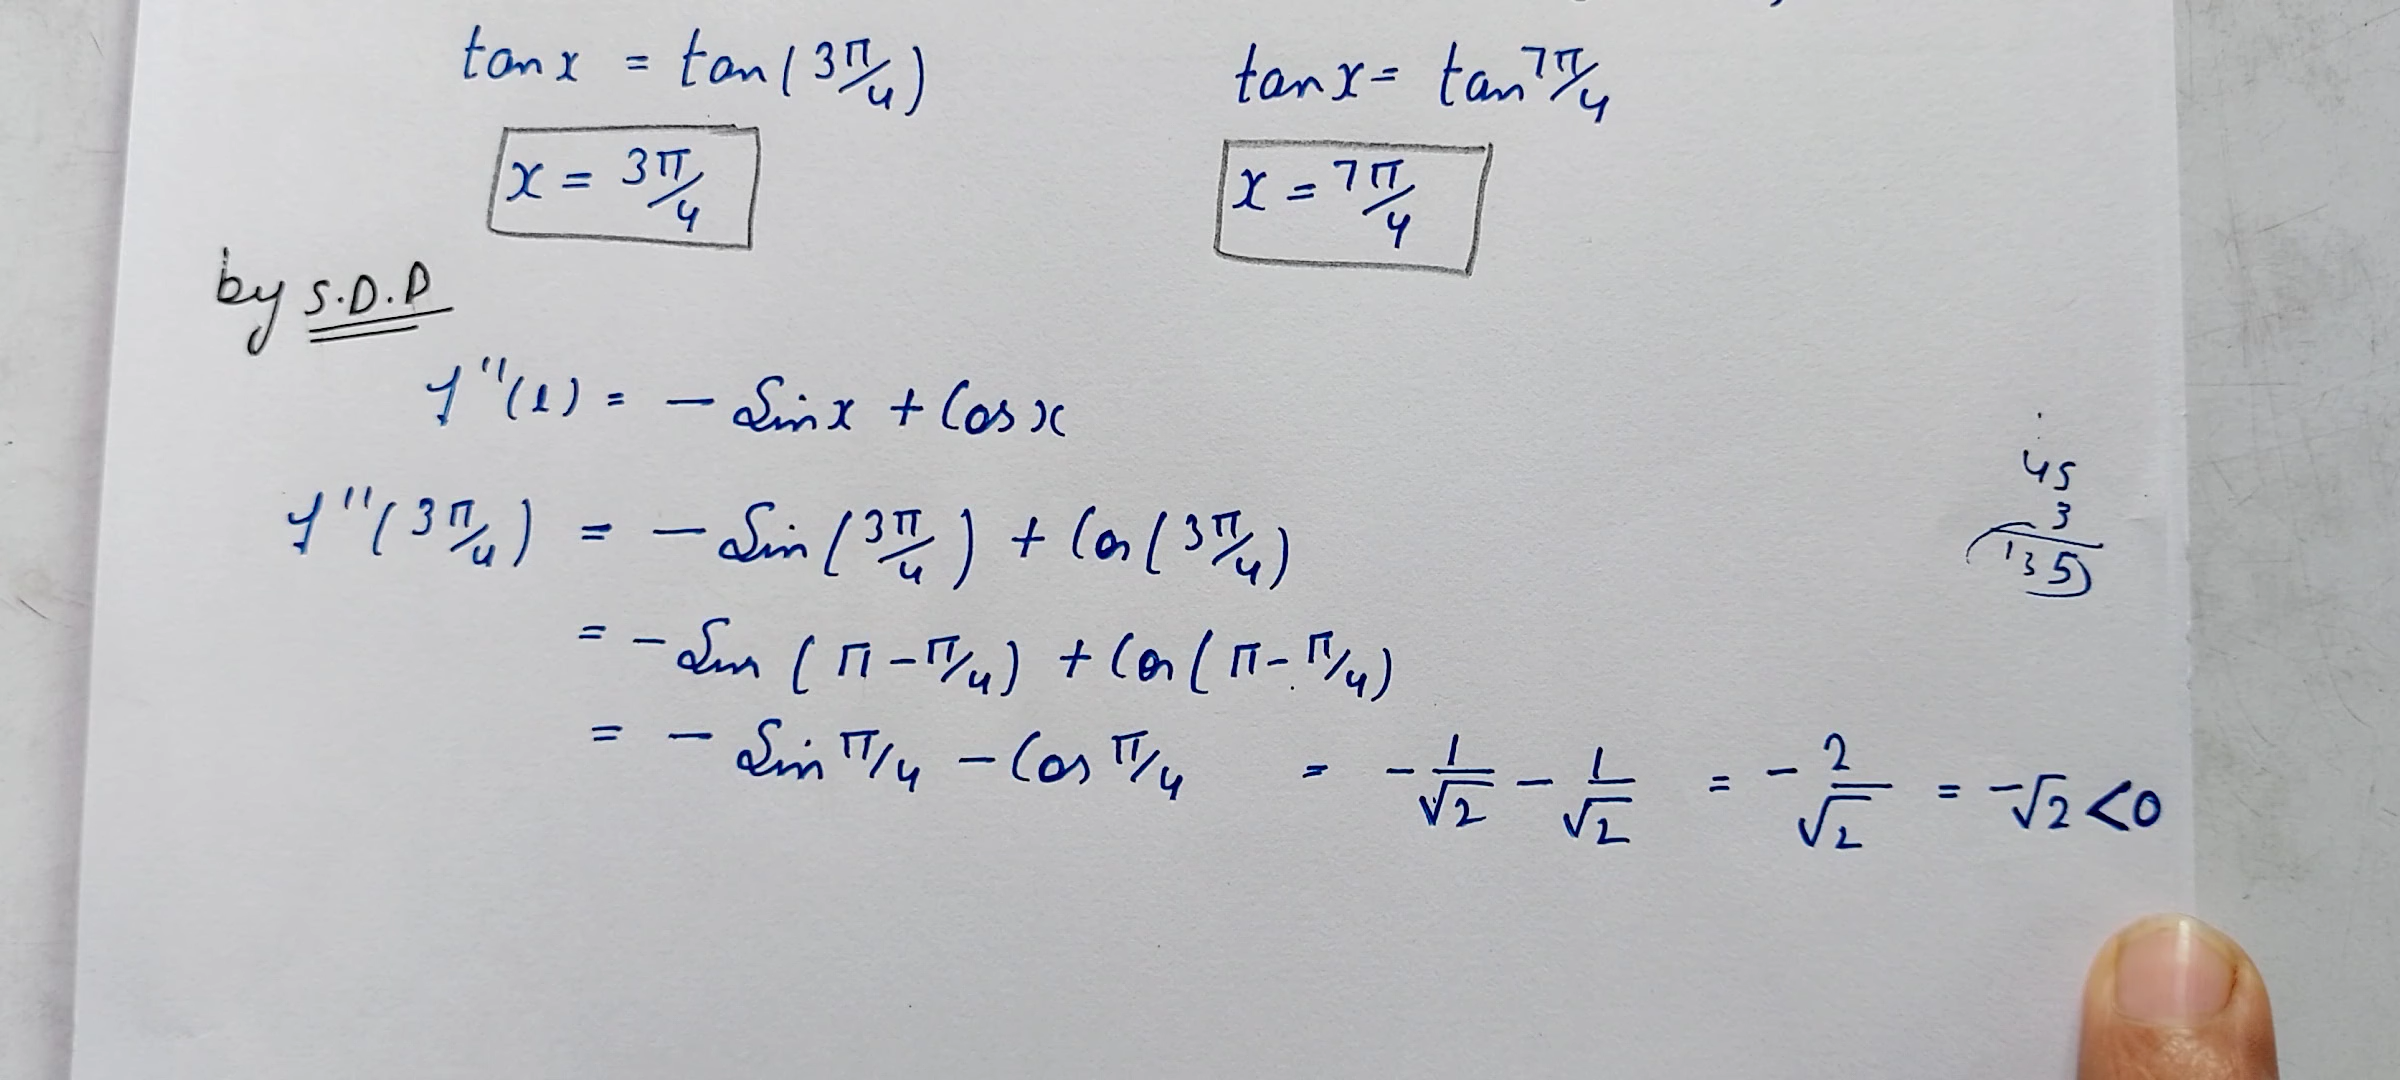 tan x = tan(3π/4)
tan x = tan 7π/4
x = 3π/4
x = 7π/4
by S.D.D
f''(x) = - Sin x + Cos x
f''(3π/4) = - Sin(3π/4) + Cos(3π/4)
45
3
135
= - Sin(π - π/4) + Cos(π - π/4)
= - Sin π/4 - Cos π/4 = - 1/√2 - 1/√2 = - 2/√2 = -√2 < 0